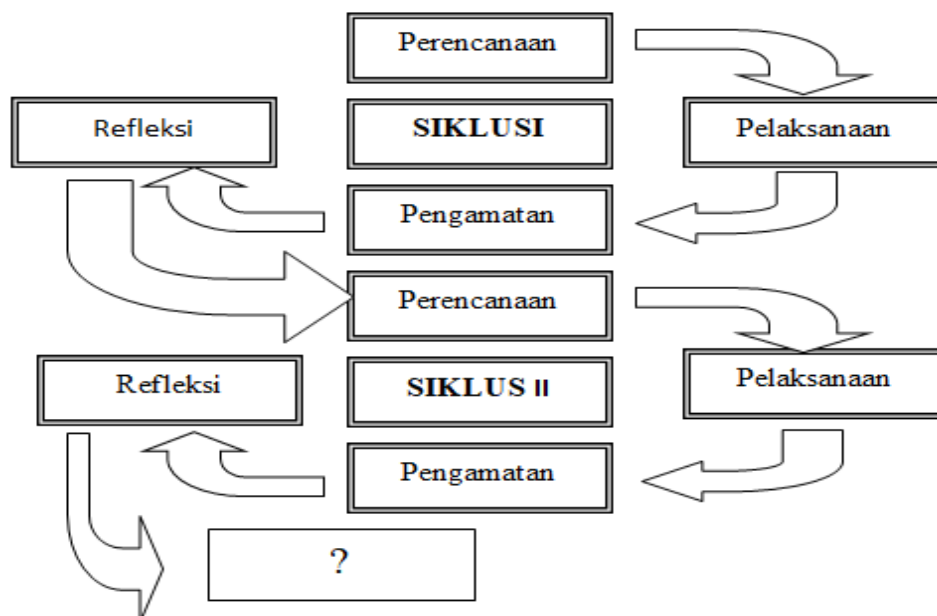 Perencanaan
Refleksi
SIKLUSI
Pelaksanaan
Pengamatan
Perencanaan
Refleksi
SIKLUS II
Pelaksanaan
Pengamatan
?